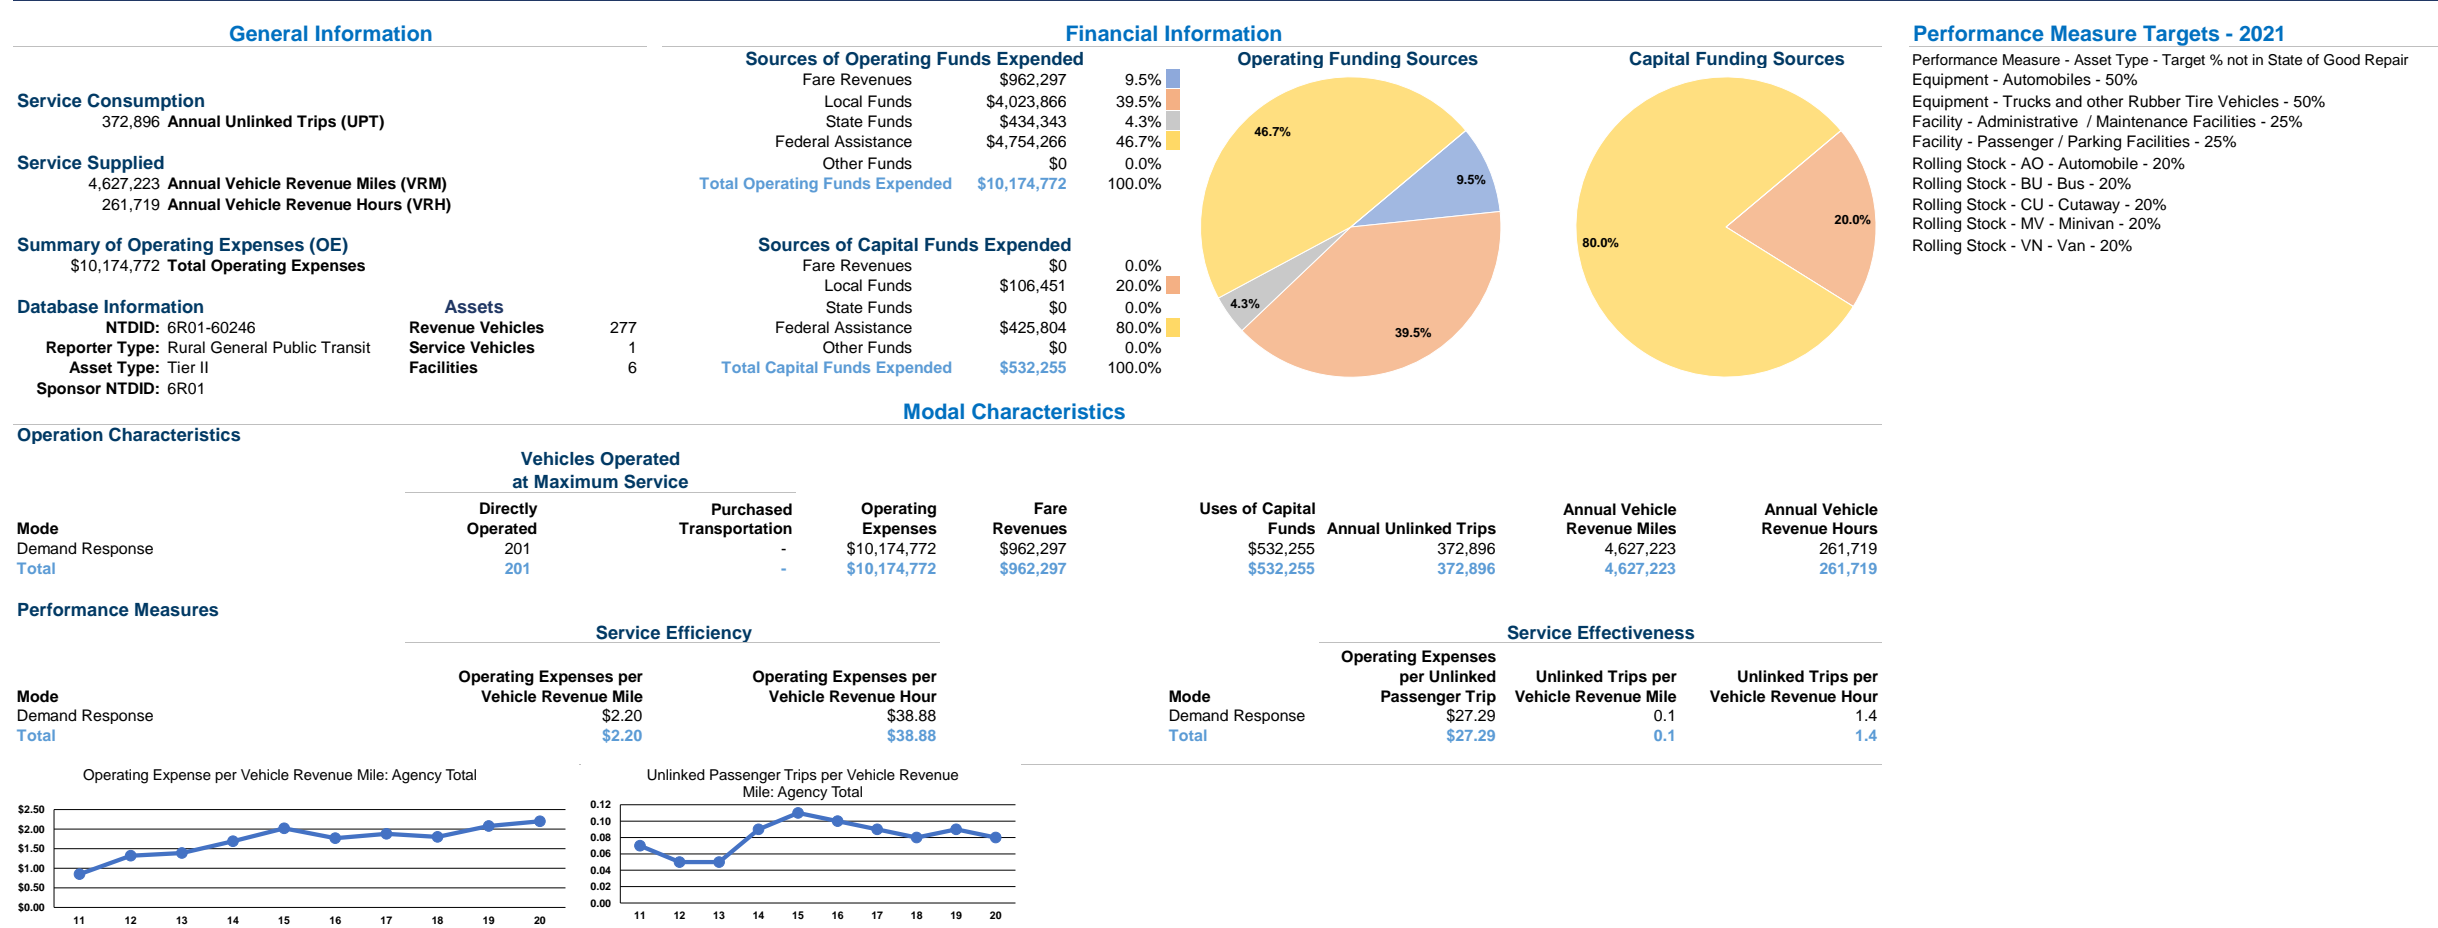 General Information
Service Consumption
372,896 Annual Unlinked Trips (UPT)
Service Supplied
4,627,223 Annual Vehicle Revenue Miles (VRM)
261,719 Annual Vehicle Revenue Hours (VRH)
Summary of Operating Expenses (OE)
$10,174,772 Total Operating Expenses
Database Information
NTDID: 6R01-60246
Reporter Type: Rural General Public Transit
Asset Type: Tier II
Sponsor NTDID: 6R01
Assets
Revenue Vehicles 277
Service Vehicles 1
Facilities 6
Financial Information
Sources of Operating Funds Expended
Fare Revenues $962,297 9.5%
Local Funds $4,023,866 39.5%
State Funds $434,343 4.3%
Federal Assistance $4,754,266 46.7%
Other Funds $0 0.0%
Total Operating Funds Expended $10,174,772 100.0%
Sources of Capital Funds Expended
Fare Revenues $0 0.0%
Local Funds $106,451 20.0%
State Funds $0 0.0%
Federal Assistance $425,804 80.0%
Other Funds $0 0.0%
Total Capital Funds Expended $532,255 100.0%
Operating Funding Sources
46.7%
9.5%
4.3%
39.5%
Capital Funding Sources
20.0%
80.0%
Performance Measure Targets - 2021
Performance Measure - Asset Type - Target % not in State of Good Repair
Equipment - Automobiles - 50%
Equipment - Trucks and other Rubber Tire Vehicles - 50%
Facility - Administrative / Maintenance Facilities - 25%
Facility - Passenger / Parking Facilities - 25%
Rolling Stock - AO - Automobile - 20%
Rolling Stock - BU - Bus - 20%
Rolling Stock - CU - Cutaway - 20%
Rolling Stock - MV - Minivan - 20%
Rolling Stock - VN - Van - 20%
Modal Characteristics
Operation Characteristics
Vehicles Operated
at Maximum Service
Directly Purchased Operating Fare Uses of Capital Annual Vehicle Annual Vehicle
Mode Operated Transportation Expenses Revenues Funds Annual Unlinked Trips Revenue Miles Revenue Hours
Demand Response 201 - $10,174,772 $962,297 $532,255 372,896 4,627,223 261,719
Total 201 - $10,174,772 $962,297 $532,255 372,896 4,627,223 261,719
Performance Measures
Service Efficiency
Operating Expenses per Operating Expenses per
Mode Vehicle Revenue Mile Vehicle Revenue Hour
Demand Response $2.20 $38.88
Total $2.20 $38.88
Service Effectiveness
Operating Expenses
per Unlinked Unlinked Trips per Unlinked Trips per
Mode Passenger Trip Vehicle Revenue Mile Vehicle Revenue Hour
Demand Response $27.29 0.1 1.4
Total $27.29 0.1 1.4
Operating Expense per Vehicle Revenue Mile: Agency Total
$2.50
$2.00
$1.50
$1.00
$0.50
$0.00
11 12 13 14 15 16 17 18 19 20
Unlinked Passenger Trips per Vehicle Revenue
Mile: Agency Total
0.12
0.10
0.08
0.06
0.04
0.02
0.00
11 12 13 14 15 16 17 18 19 20